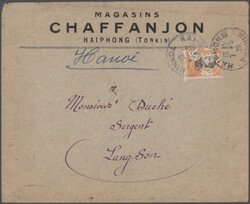 MAGASINS
CHAFFANJON
HAIPHONG (TONKIN)
Hanoï
Monsieur Duché
Sergent
Lang-Son